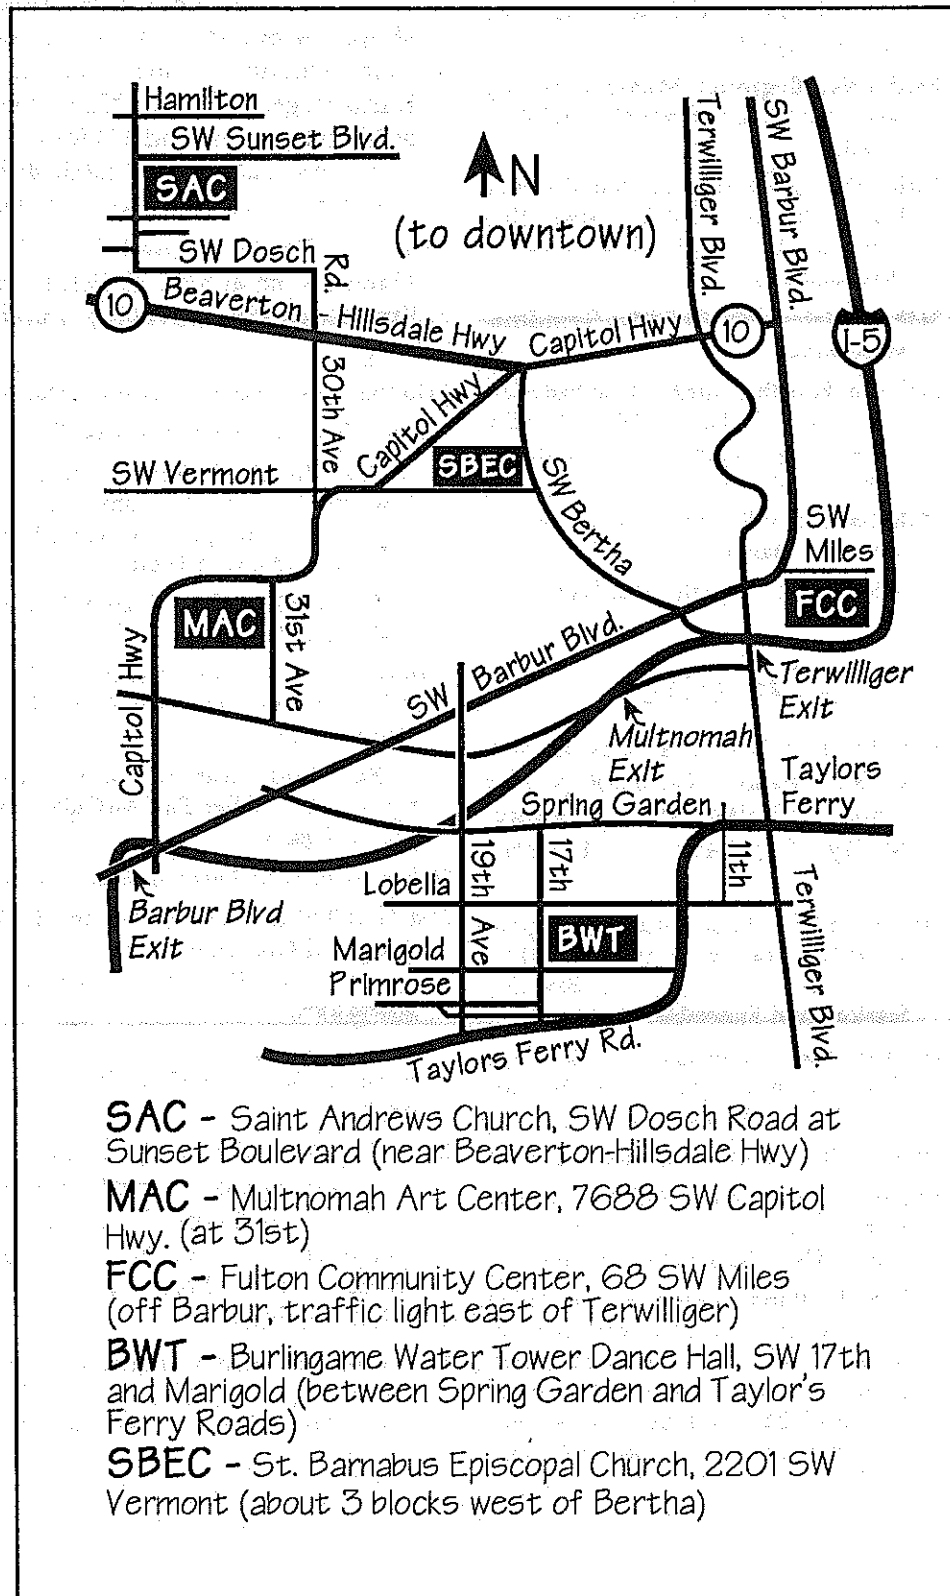 Hamilton
SW Sunset Blvd.
SAC
N
(to downtown)
Terwilliger Blvd.
SW Barbur Blvd.
SW Dosch Rd.
10
Beaverton - Hillsdale Hwy
Capitol Hwy
10
I-5
30th Ave
Capitol Hwy
SBEC
SW Vermont
SW Bertha
SW
Miles
FCC
MAC
31st Ave
Capitol Hwy
SW Barbur Blvd.
Terwilliger
Exit
Multnomah
Exit
Taylors
Ferry
Spring Garden
19th Ave
17th
11th
Lobelia
Barbur Blvd
Exit
BWT
Marigold
Primrose
Terwilliger Blvd.
Taylors Ferry Rd.
SAC - Saint Andrews Church, SW Dosch Road at
Sunset Boulevard (near Beaverton-Hillsdale Hwy)
MAC - Multnomah Art Center, 7688 SW Capitol
Hwy. (at 31st)
FCC - Fulton Community Center, 68 SW Miles
(off Barbur, traffic light east of Terwilliger)
BWT - Burlingame Water Tower Dance Hall, SW 17th
and Marigold (between Spring Garden and Taylor's
Ferry Roads)
SBEC - St. Barnabus Episcopal Church, 2201 SW
Vermont (about 3 blocks west of Bertha)